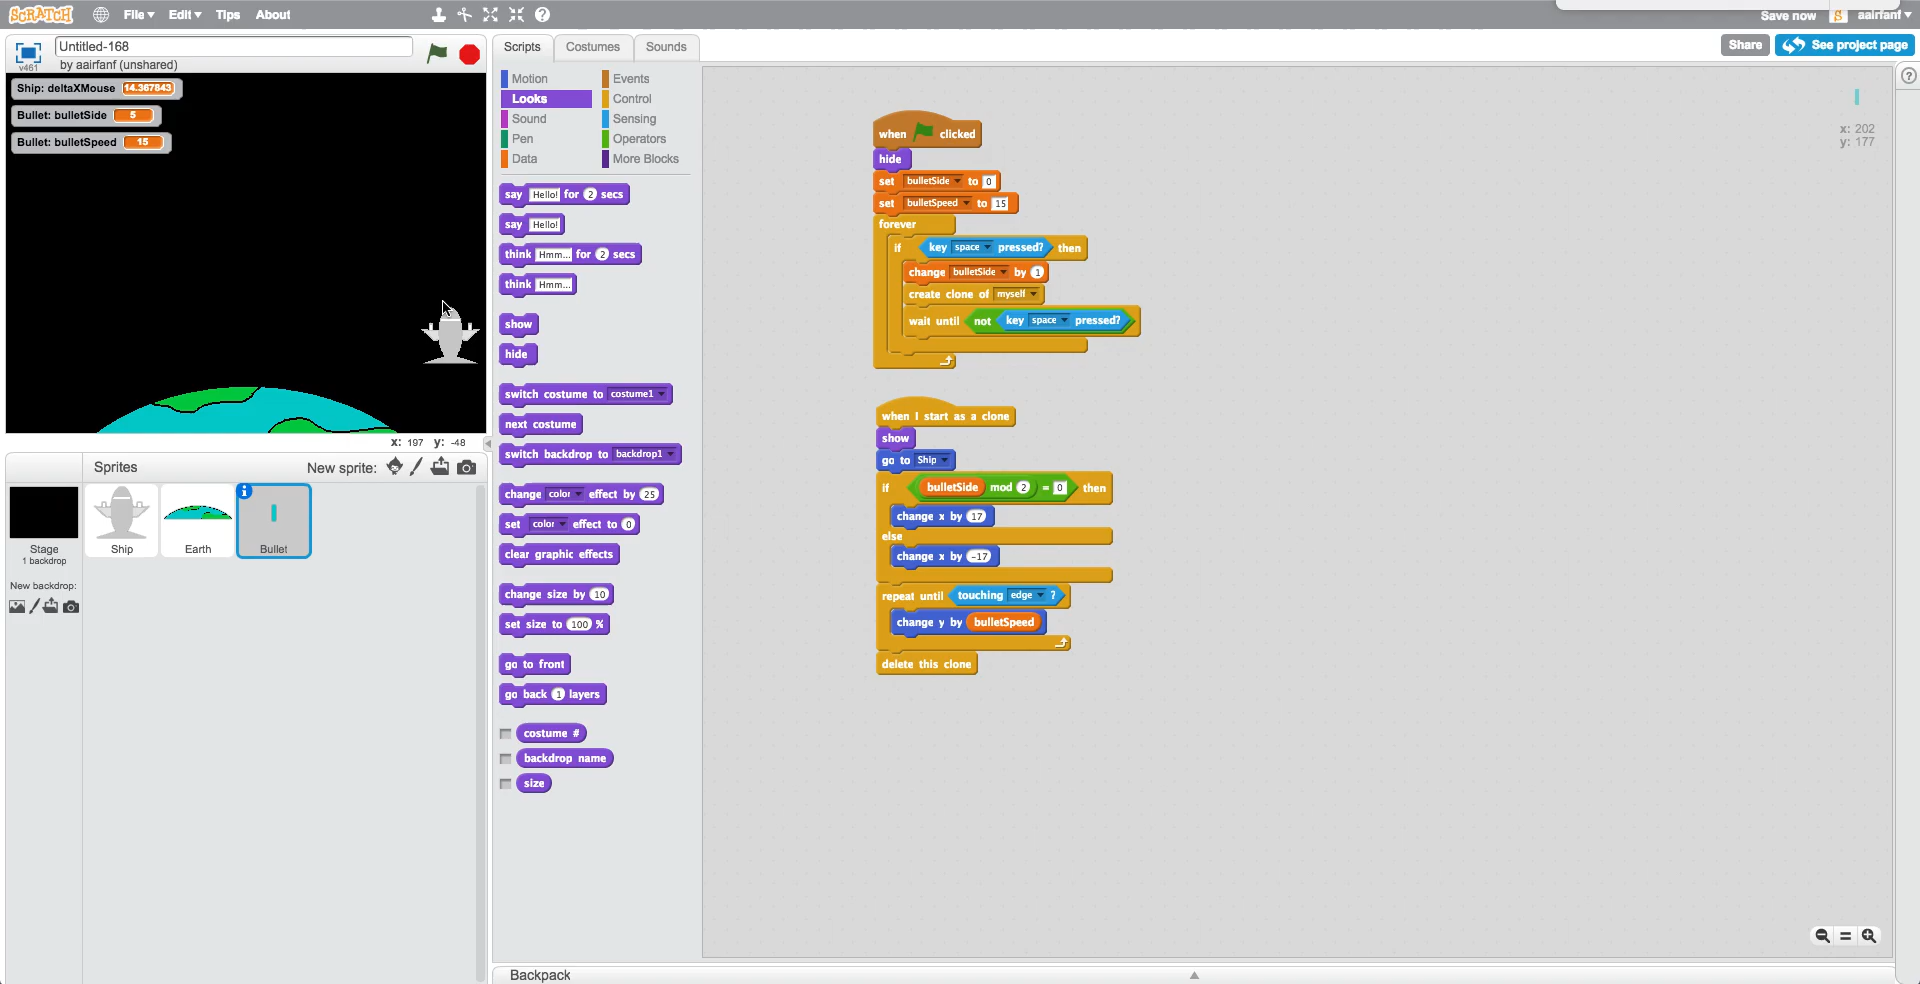 SCRATCH File Edit Tips About
Save now aairfanf
Untitled-168
by aairfanf (unshared)
v461
Scripts Costumes Sounds
Share See project page
Ship: deltaXMouse 14.367843
Bullet: bulletSide 5
Bullet: bulletSpeed 15
x: 197 y: -48
Sprites New sprite:
Stage
1 backdrop
New backdrop:
Ship
Earth
Bullet
Motion Events
Looks Control
Sound Sensing
Pen Operators
Data More Blocks
say Hello! for 2 secs
say Hello!
think Hmm... for 2 secs
think Hmm...
show
hide
switch costume to costume1
next costume
switch backdrop to backdrop1
change color effect by 25
set color effect to 0
clear graphic effects
change size by 10
set size to 100 %
go to front
go back 1 layers
costume #
backdrop name
size
when clicked
hide
set bulletSide to 0
set bulletSpeed to 15
forever
if key space pressed? then
change bulletSide by 1
create clone of myself
wait until not key space pressed?
when I start as a clone
show
go to Ship
if bulletSide mod 2 = 0 then
change x by 17
else
change x by -17
repeat until touching edge ?
change y by bulletSpeed
delete this clone
x: 202
y: 177
Backpack